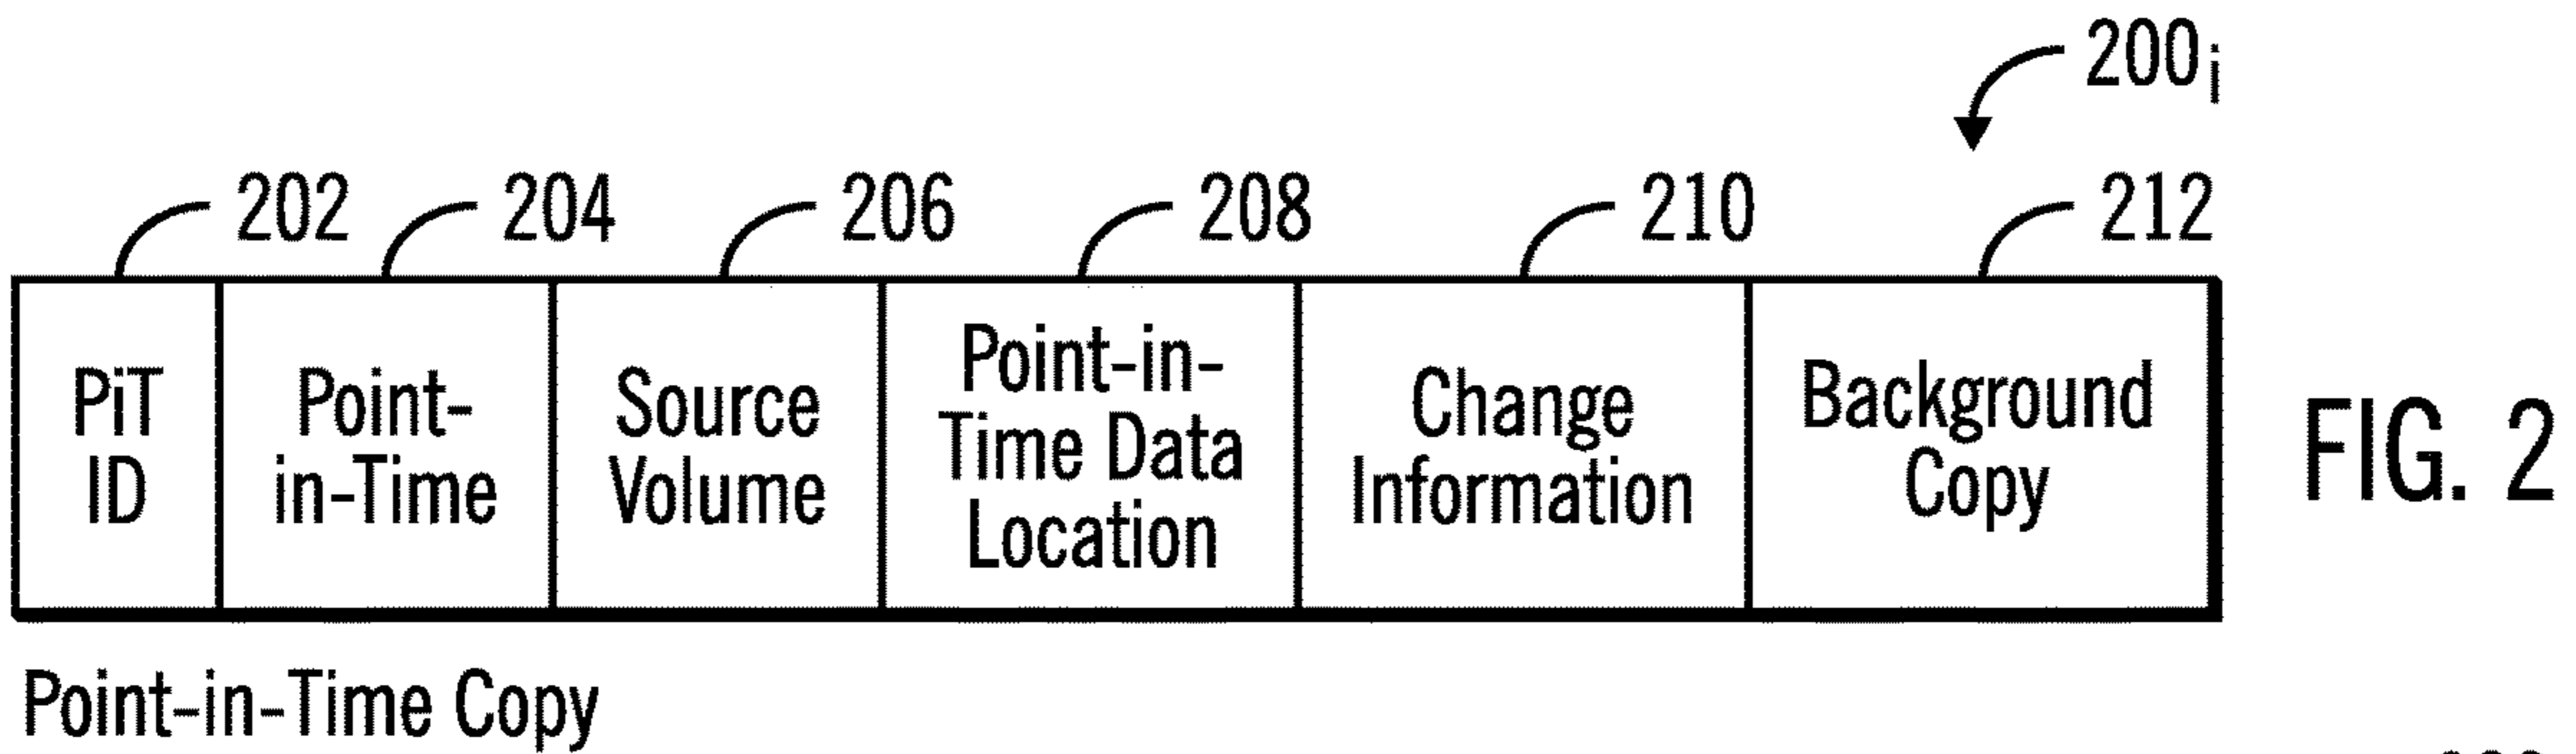 200i
202
204
206
208
210
212
PiT
ID
Point-
in-Time
Source
Volume
Point-in-
Time Data
Location
Change
Information
Background
Copy
FIG. 2
Point-in-Time Copy